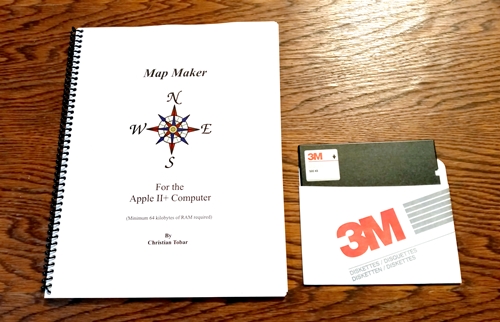 Map Maker
N
W E
S
For the
Apple II+ Computer
(Minimum 64 kilobytes of RAM required)
By
Christian Tobar
3M
3M
DISKETTES / DISQUETTES
DISKETTEN / DISKETTES